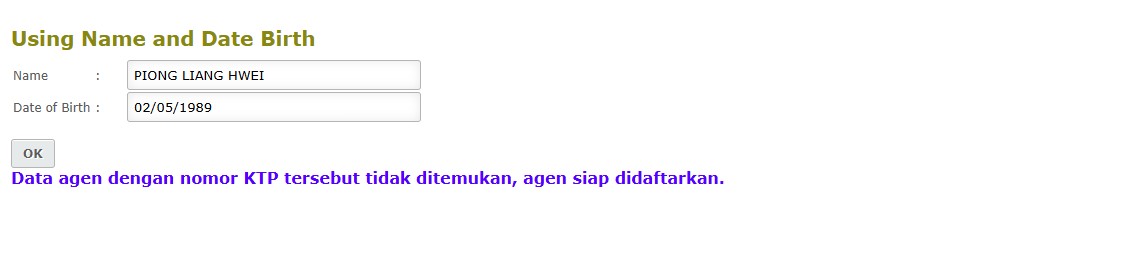 Using Name and Date Birth
Name : PIONG LIANG HWEI
Date of Birth : 02/05/1989
OK
Data agen dengan nomor KTP tersebut tidak ditemukan, agen siap didaftarkan.